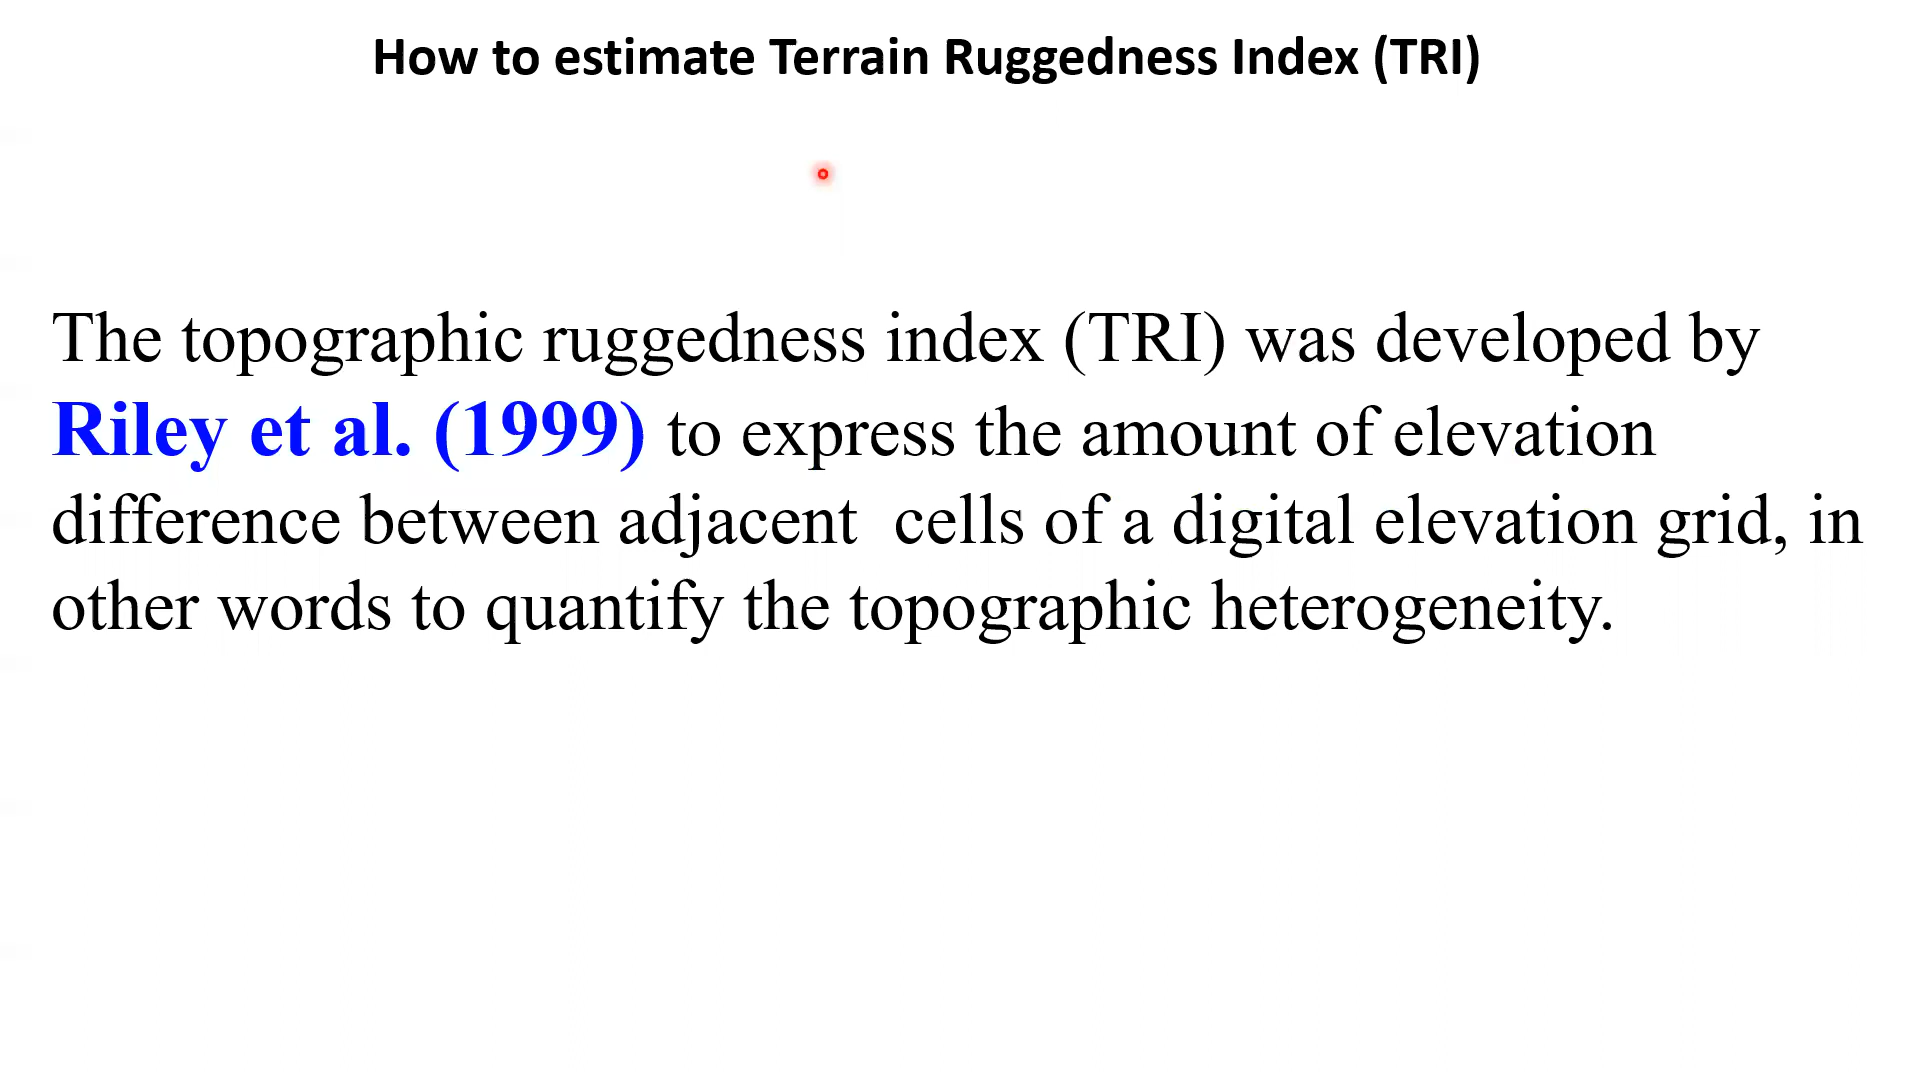 How to estimate Terrain Ruggedness Index (TRI)
The topographic ruggedness index (TRI) was developed by
Riley et al. (1999) to express the amount of elevation
difference between adjacent  cells of a digital elevation grid, in
other words to quantify the topographic heterogeneity.